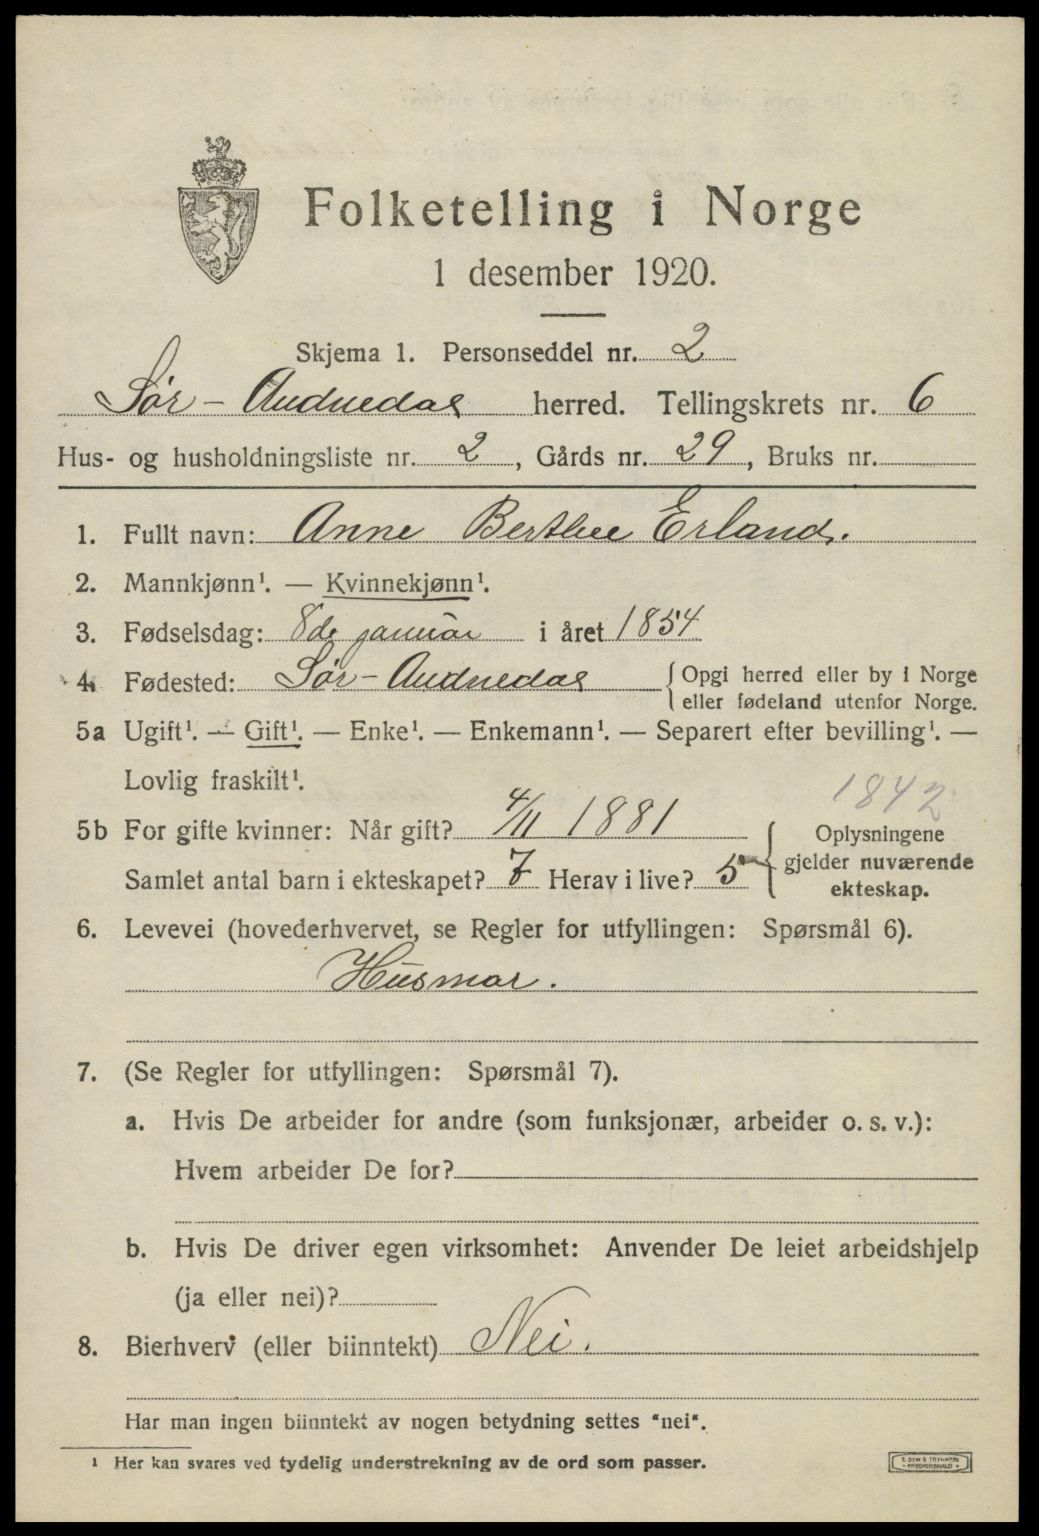 Folketelling i Norge
1 desember 1920.
Skjema 1. Personseddel nr. 2
Sør-Audnedal herred. Tellingskrets nr. 6
Hus- og husholdningsliste nr. 2, Gårds nr. 29, Bruks nr.
1. Fullt navn: Anne Berthee Erland.
2. Mannkjønn¹. — Kvinnekjønn¹.
3. Fødselsdag: 8de januar i året 1854
4. Fødested: Sør-Audnedal { Opgi herred eller by i Norge
eller fødeland utenfor Norge.
5a Ugift¹. — Gift¹. — Enke¹. — Enkemann¹. — Separert efter bevilling¹. —
Lovlig fraskilt¹.
1842
5b For gifte kvinner: Når gift? 4/11 1881
Samlet antal barn i ekteskapet? 7 Herav i live? 5
Oplysningene
gjelder nuværende
ekteskap.
6. Levevei (hovederhvervet, se Regler for utfyllingen: Spørsmål 6).
Husmor.
7. (Se Regler for utfyllingen: Spørsmål 7).
a. Hvis De arbeider for andre (som funksjonær, arbeider o. s. v.):
Hvem arbeider De for?
b. Hvis De driver egen virksomhet: Anvender De leiet arbeidshjelp
(ja eller nei)?
8. Bierhverv (eller biinntekt) Nei.
Har man ingen biinntekt av nogen betydning settes "nei".
¹ Her kan svares ved tydelig understrekning av de ord som passer.
E. SEM'S TRYKKERI
• FREDRIKSHALD •